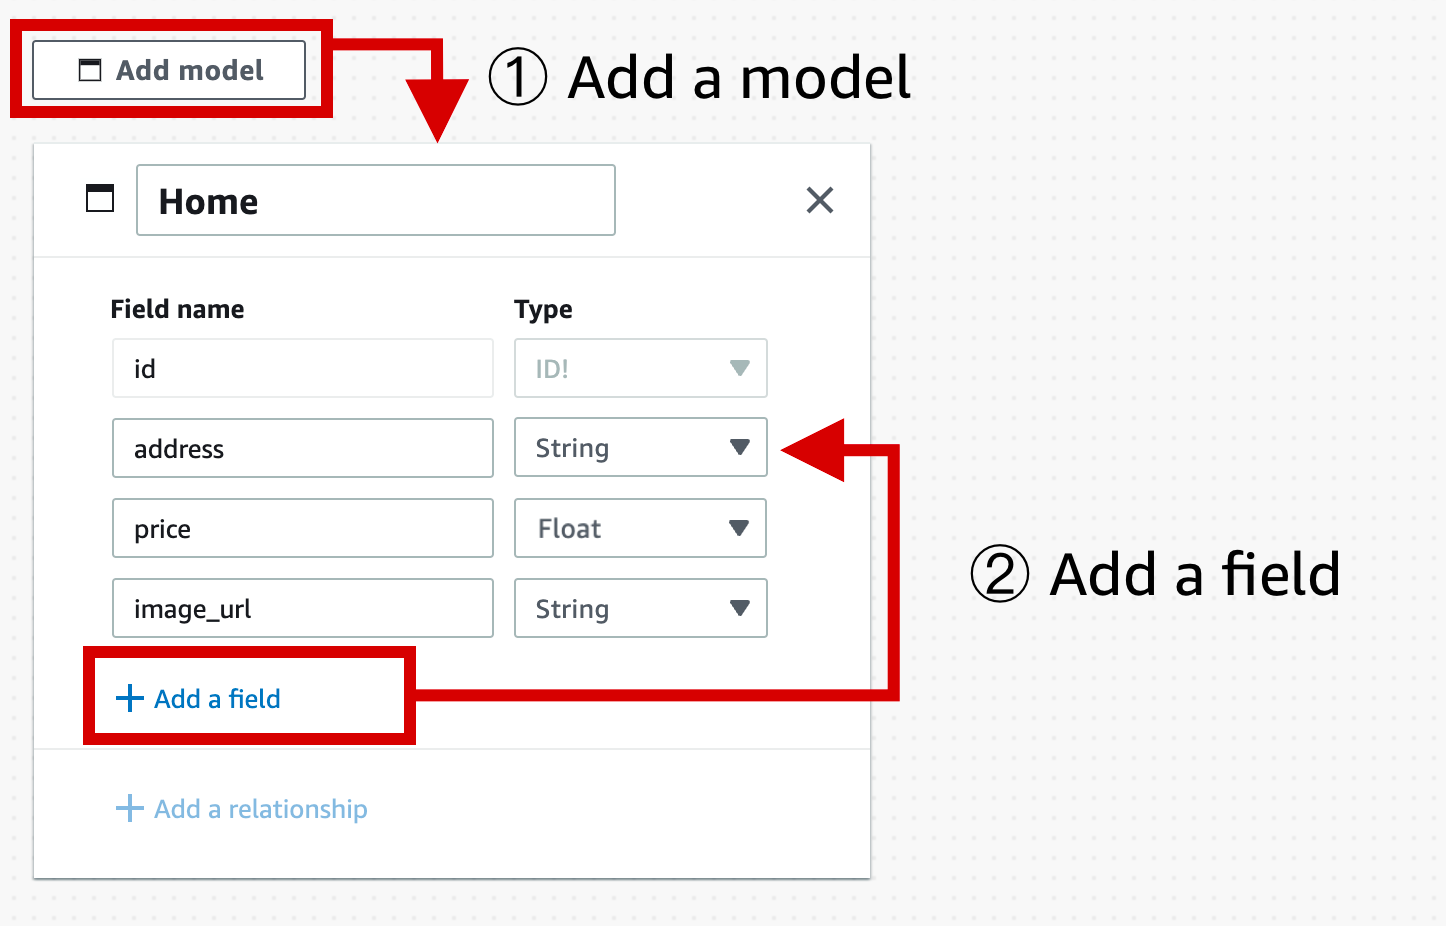 Add model
① Add a model
Home
Field name Type
id ID!
address String
price Float
image_url String
② Add a field
Add a field
Add a relationship